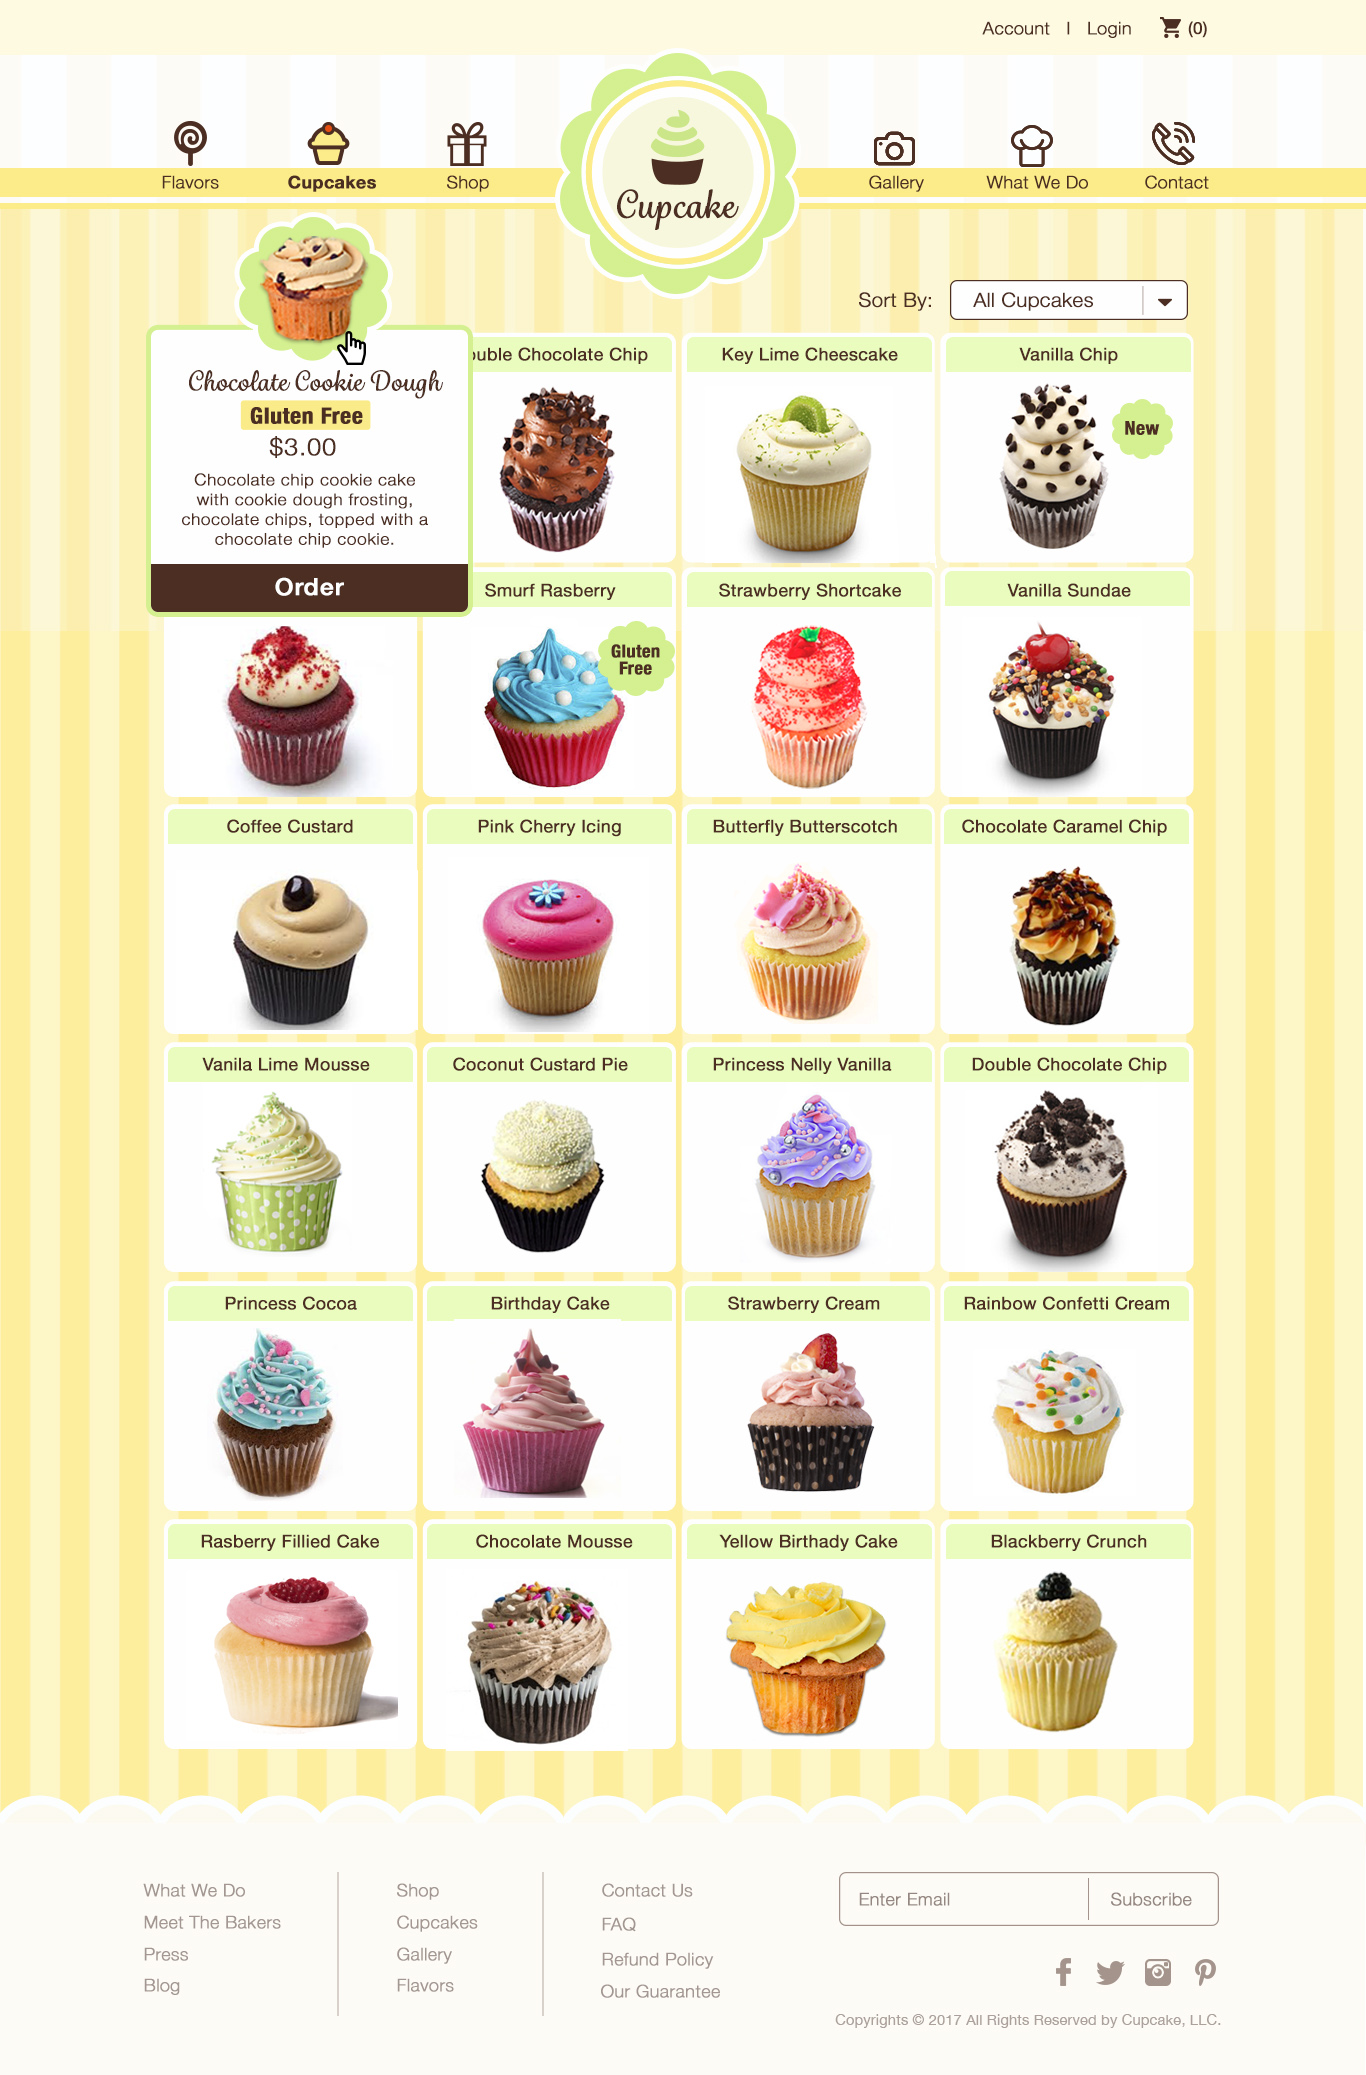 Account | Login (0)
Flavors
Cupcakes
Shop
Cupcake
Gallery
What We Do
Contact
Sort By: All Cupcakes
Chocolate Cookie Dough
Gluten Free
$3.00
Chocolate chip cookie cake
with cookie dough frosting,
chocolate chips, topped with a
chocolate chip cookie.
Order
uble Chocolate Chip
Key Lime Cheescake
Vanilla Chip
New
Smurf Rasberry
Gluten
Free
Strawberry Shortcake
Vanilla Sundae
Coffee Custard
Pink Cherry Icing
Butterfly Butterscotch
Chocolate Caramel Chip
Vanila Lime Mousse
Coconut Custard Pie
Princess Nelly Vanilla
Double Chocolate Chip
Princess Cocoa
Birthday Cake
Strawberry Cream
Rainbow Confetti Cream
Rasberry Fillied Cake
Chocolate Mousse
Yellow Birthady Cake
Blackberry Crunch
What We Do
Meet The Bakers
Press
Blog
Shop
Cupcakes
Gallery
Flavors
Contact Us
FAQ
Refund Policy
Our Guarantee
Enter Email
Subscribe
Copyrights © 2017 All Rights Reserved by Cupcake, LLC.